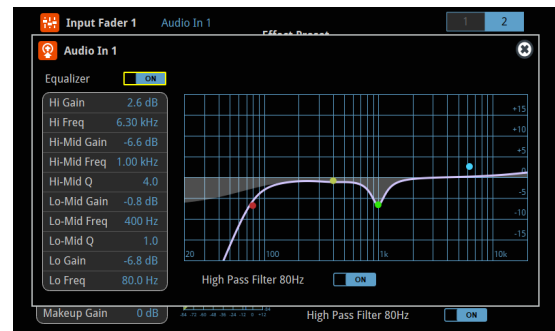 Input Fader 1 Audio In 1 1 2
Effect Preset
Audio In 1
Equalizer ON
Hi Gain 2.6 dB
Hi Freq 6.30 kHz
Hi-Mid Gain -6.6 dB
Hi-Mid Freq 1.00 kHz
Hi-Mid Q 4.0
Lo-Mid Gain -0.8 dB
Lo-Mid Freq 400 Hz
Lo-Mid Q 1.0
Lo Gain -6.8 dB
Lo Freq 80.0 Hz
+15
+10
+5
0
-5
-10
-15
20 100 1k 10k
High Pass Filter 80Hz ON
Makeup Gain 0 dB
High Pass Filter 80Hz ON